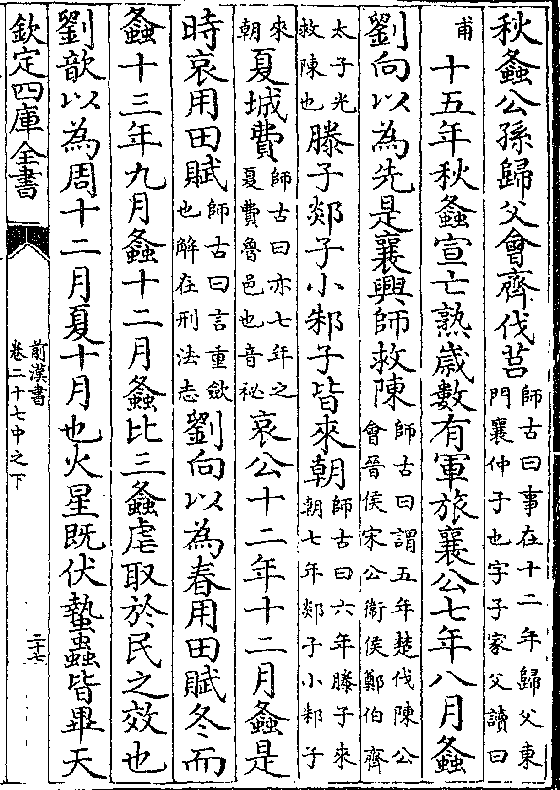 秋螽公孫歸父會齊伐莒師古曰事在十二年歸父東門襄仲子也字子家父讀曰
甫十五年秋螽宣亡熟歲數有軍旅襄公七年八月螽
劉向以為先是襄興師救陳師古曰謂五年楚伐陳公會晉侯宋公衛侯鄭伯齊
太子光救陳也滕子郯子小邾子皆來朝師古曰六年滕子來朝七年郯子小邾子
來朝夏城費師古曰亦七年之夏費魯邑也音祕哀公十二年十二月螽是
時哀用田賦師古曰言重斂也解在刑法志劉向以為春用田賦冬而
螽十三年九月螽十二月螽比三螽虐取於民之效也
劉歆以為周十二月夏十月也火星既伏蟄蟲皆畢天
欽定四庫全書
前漢書
卷二十七中之下
二十七